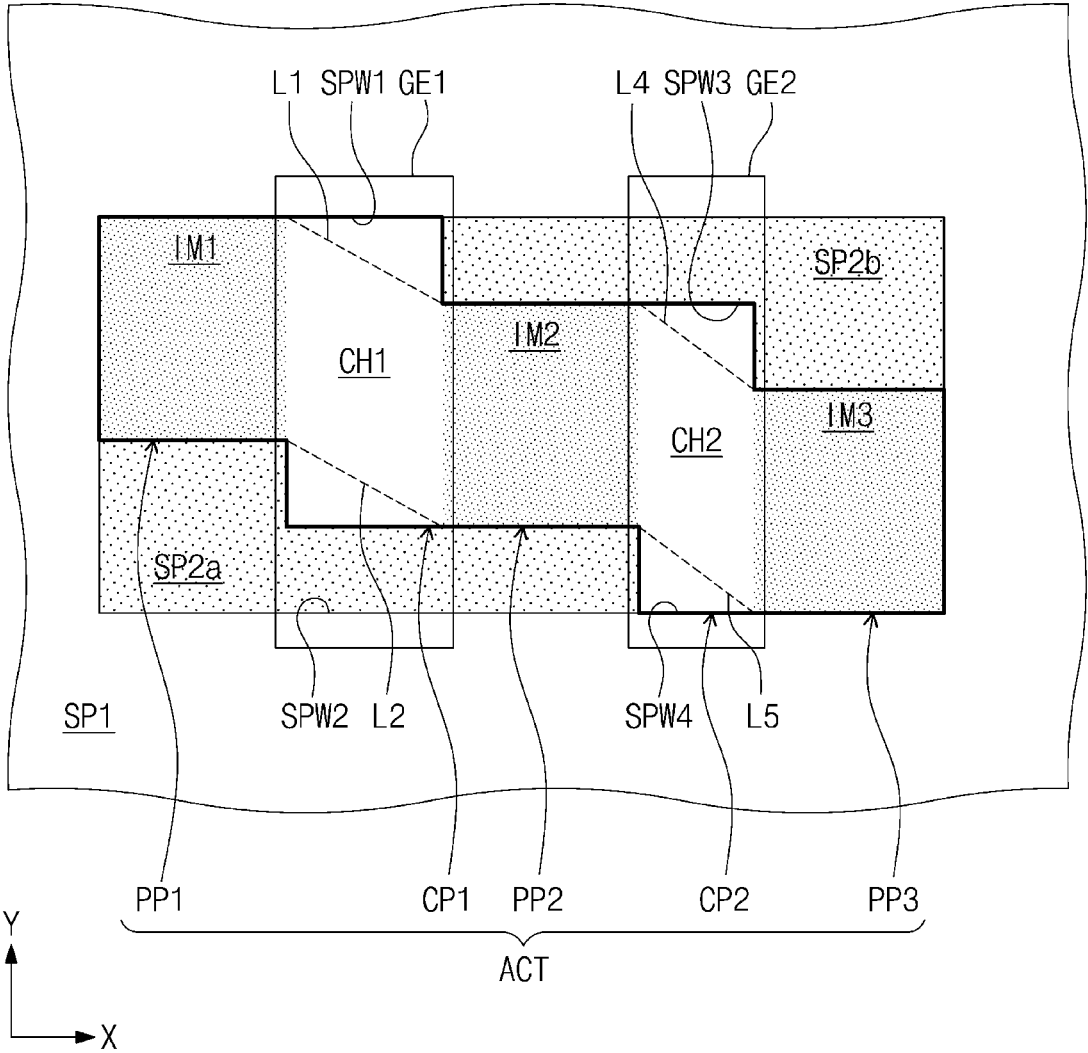 L1 SPW1 GE1 L4 SPW3 GE2
IM1
SP2b
IM2
CH1
IM3
CH2
SP2a
SP1
SPW2 L2 SPW4 L5
PP1 CP1 PP2 CP2 PP3
ACT
Y
X